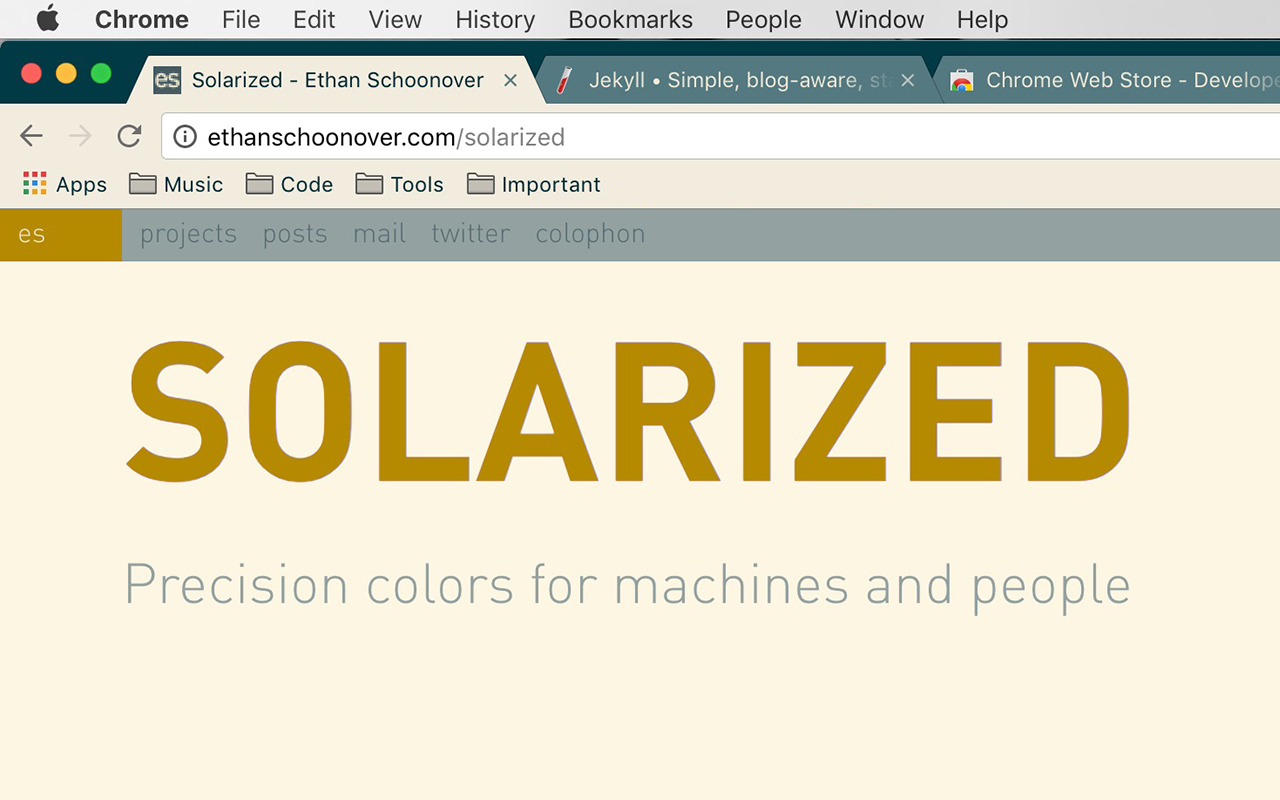 Chrome File Edit View History Bookmarks People Window Help
es Solarized - Ethan Schoonover Jekyll • Simple, blog-aware, st Chrome Web Store - Develope
ethanschoonover.com/solarized
Apps Music Code Tools Important
es projects posts mail twitter colophon
SOLARIZED
Precision colors for machines and people